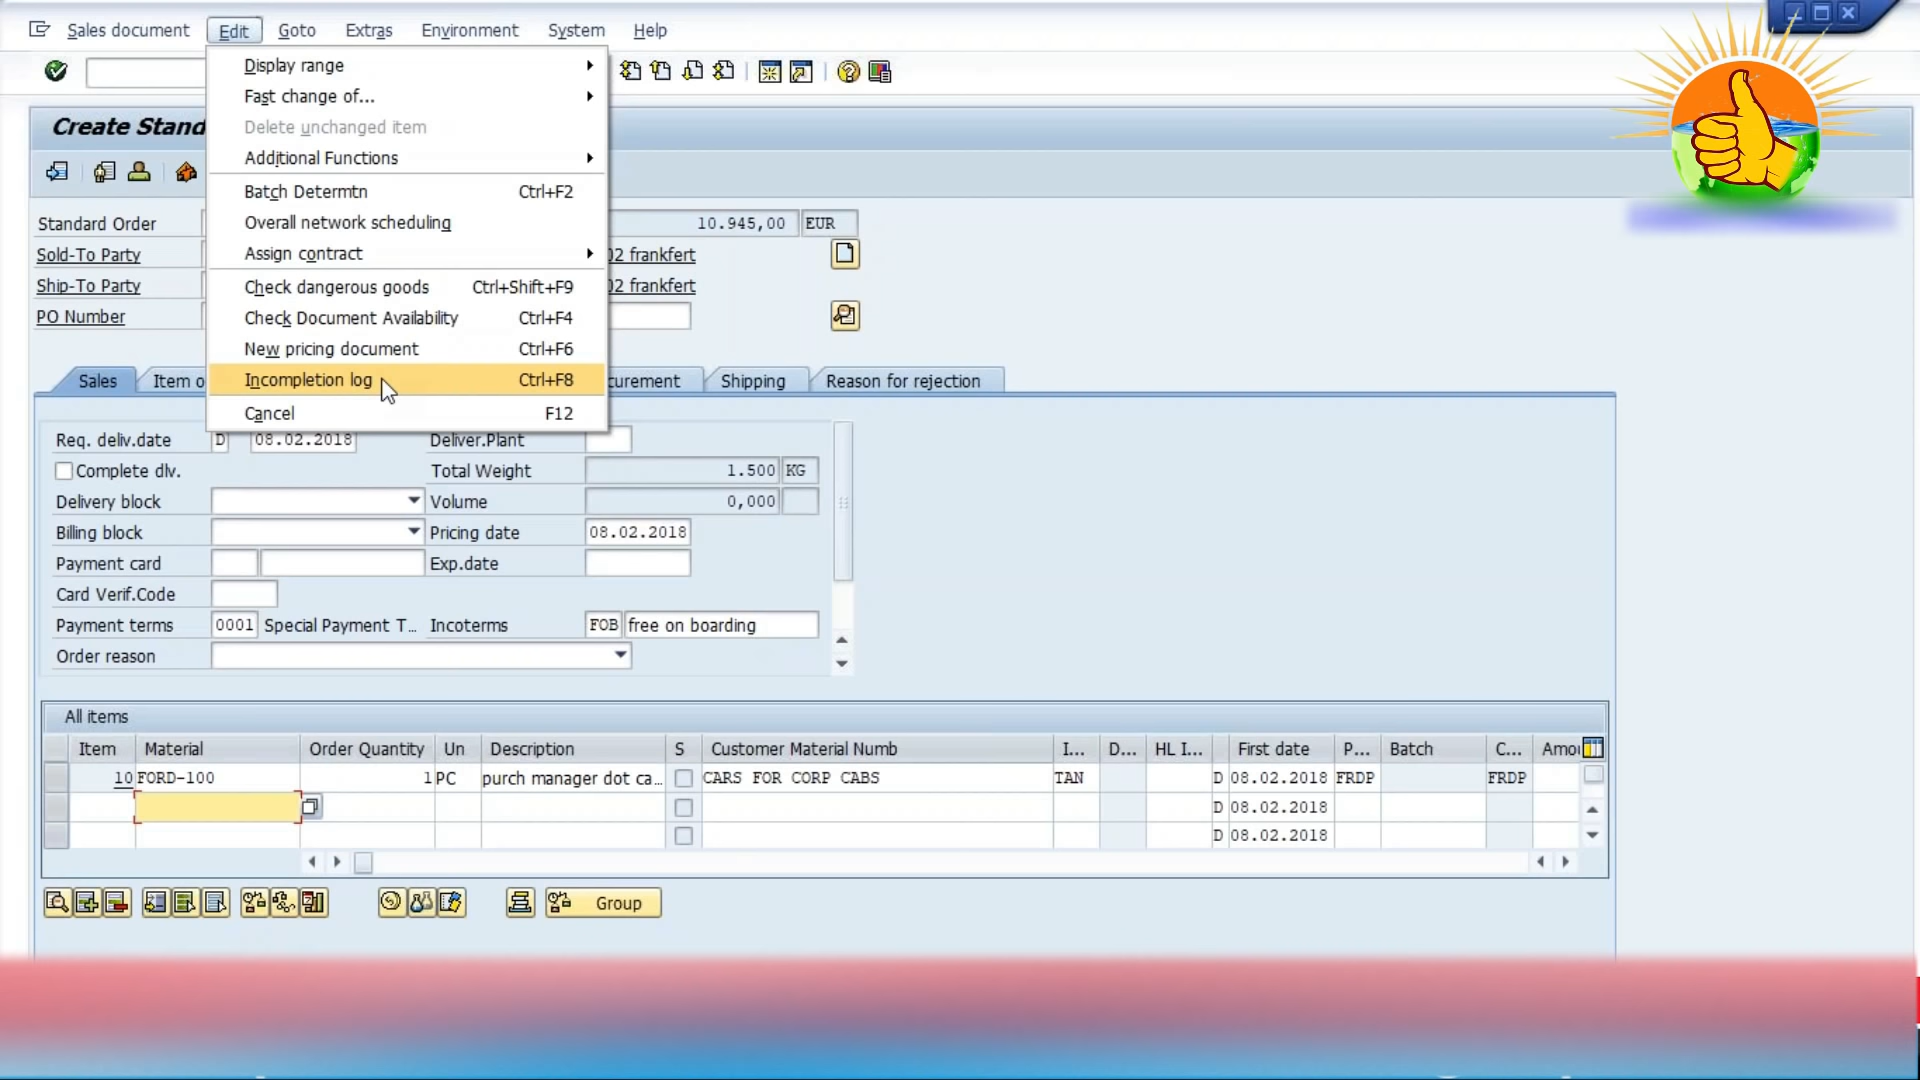 Sales document Edit Goto Extras Environment System Help
Display range
Fast change of...
Delete unchanged item
Additional Functions
Batch Determtn Ctrl+F2
Overall network scheduling
Assign contract
Check dangerous goods Ctrl+Shift+F9
Check Document Availability Ctrl+F4
New pricing document Ctrl+F6
Incompletion log Ctrl+F8
Cancel F12
Create Stand
Standard Order 10.945,00 EUR
Sold-To Party 02 frankfert
Ship-To Party 02 frankfert
PO Number
Sales Item o curement Shipping Reason for rejection
Req. deliv.date D 08.02.2018 Deliver.Plant
Complete dlv. Total Weight 1.500 KG
Delivery block Volume 0,000
Billing block Pricing date 08.02.2018
Payment card Exp.date
Card Verif.Code
Payment terms 0001 Special Payment T... Incoterms FOB free on boarding
Order reason
All items
Item Material Order Quantity Un Description S Customer Material Numb I... D... HL I... First date P... Batch C... Amou
10 FORD-100 1 PC purch manager dot ca... CARS FOR CORP CABS TAN D 08.02.2018 FRDP FRDP
D 08.02.2018
D 08.02.2018
Group